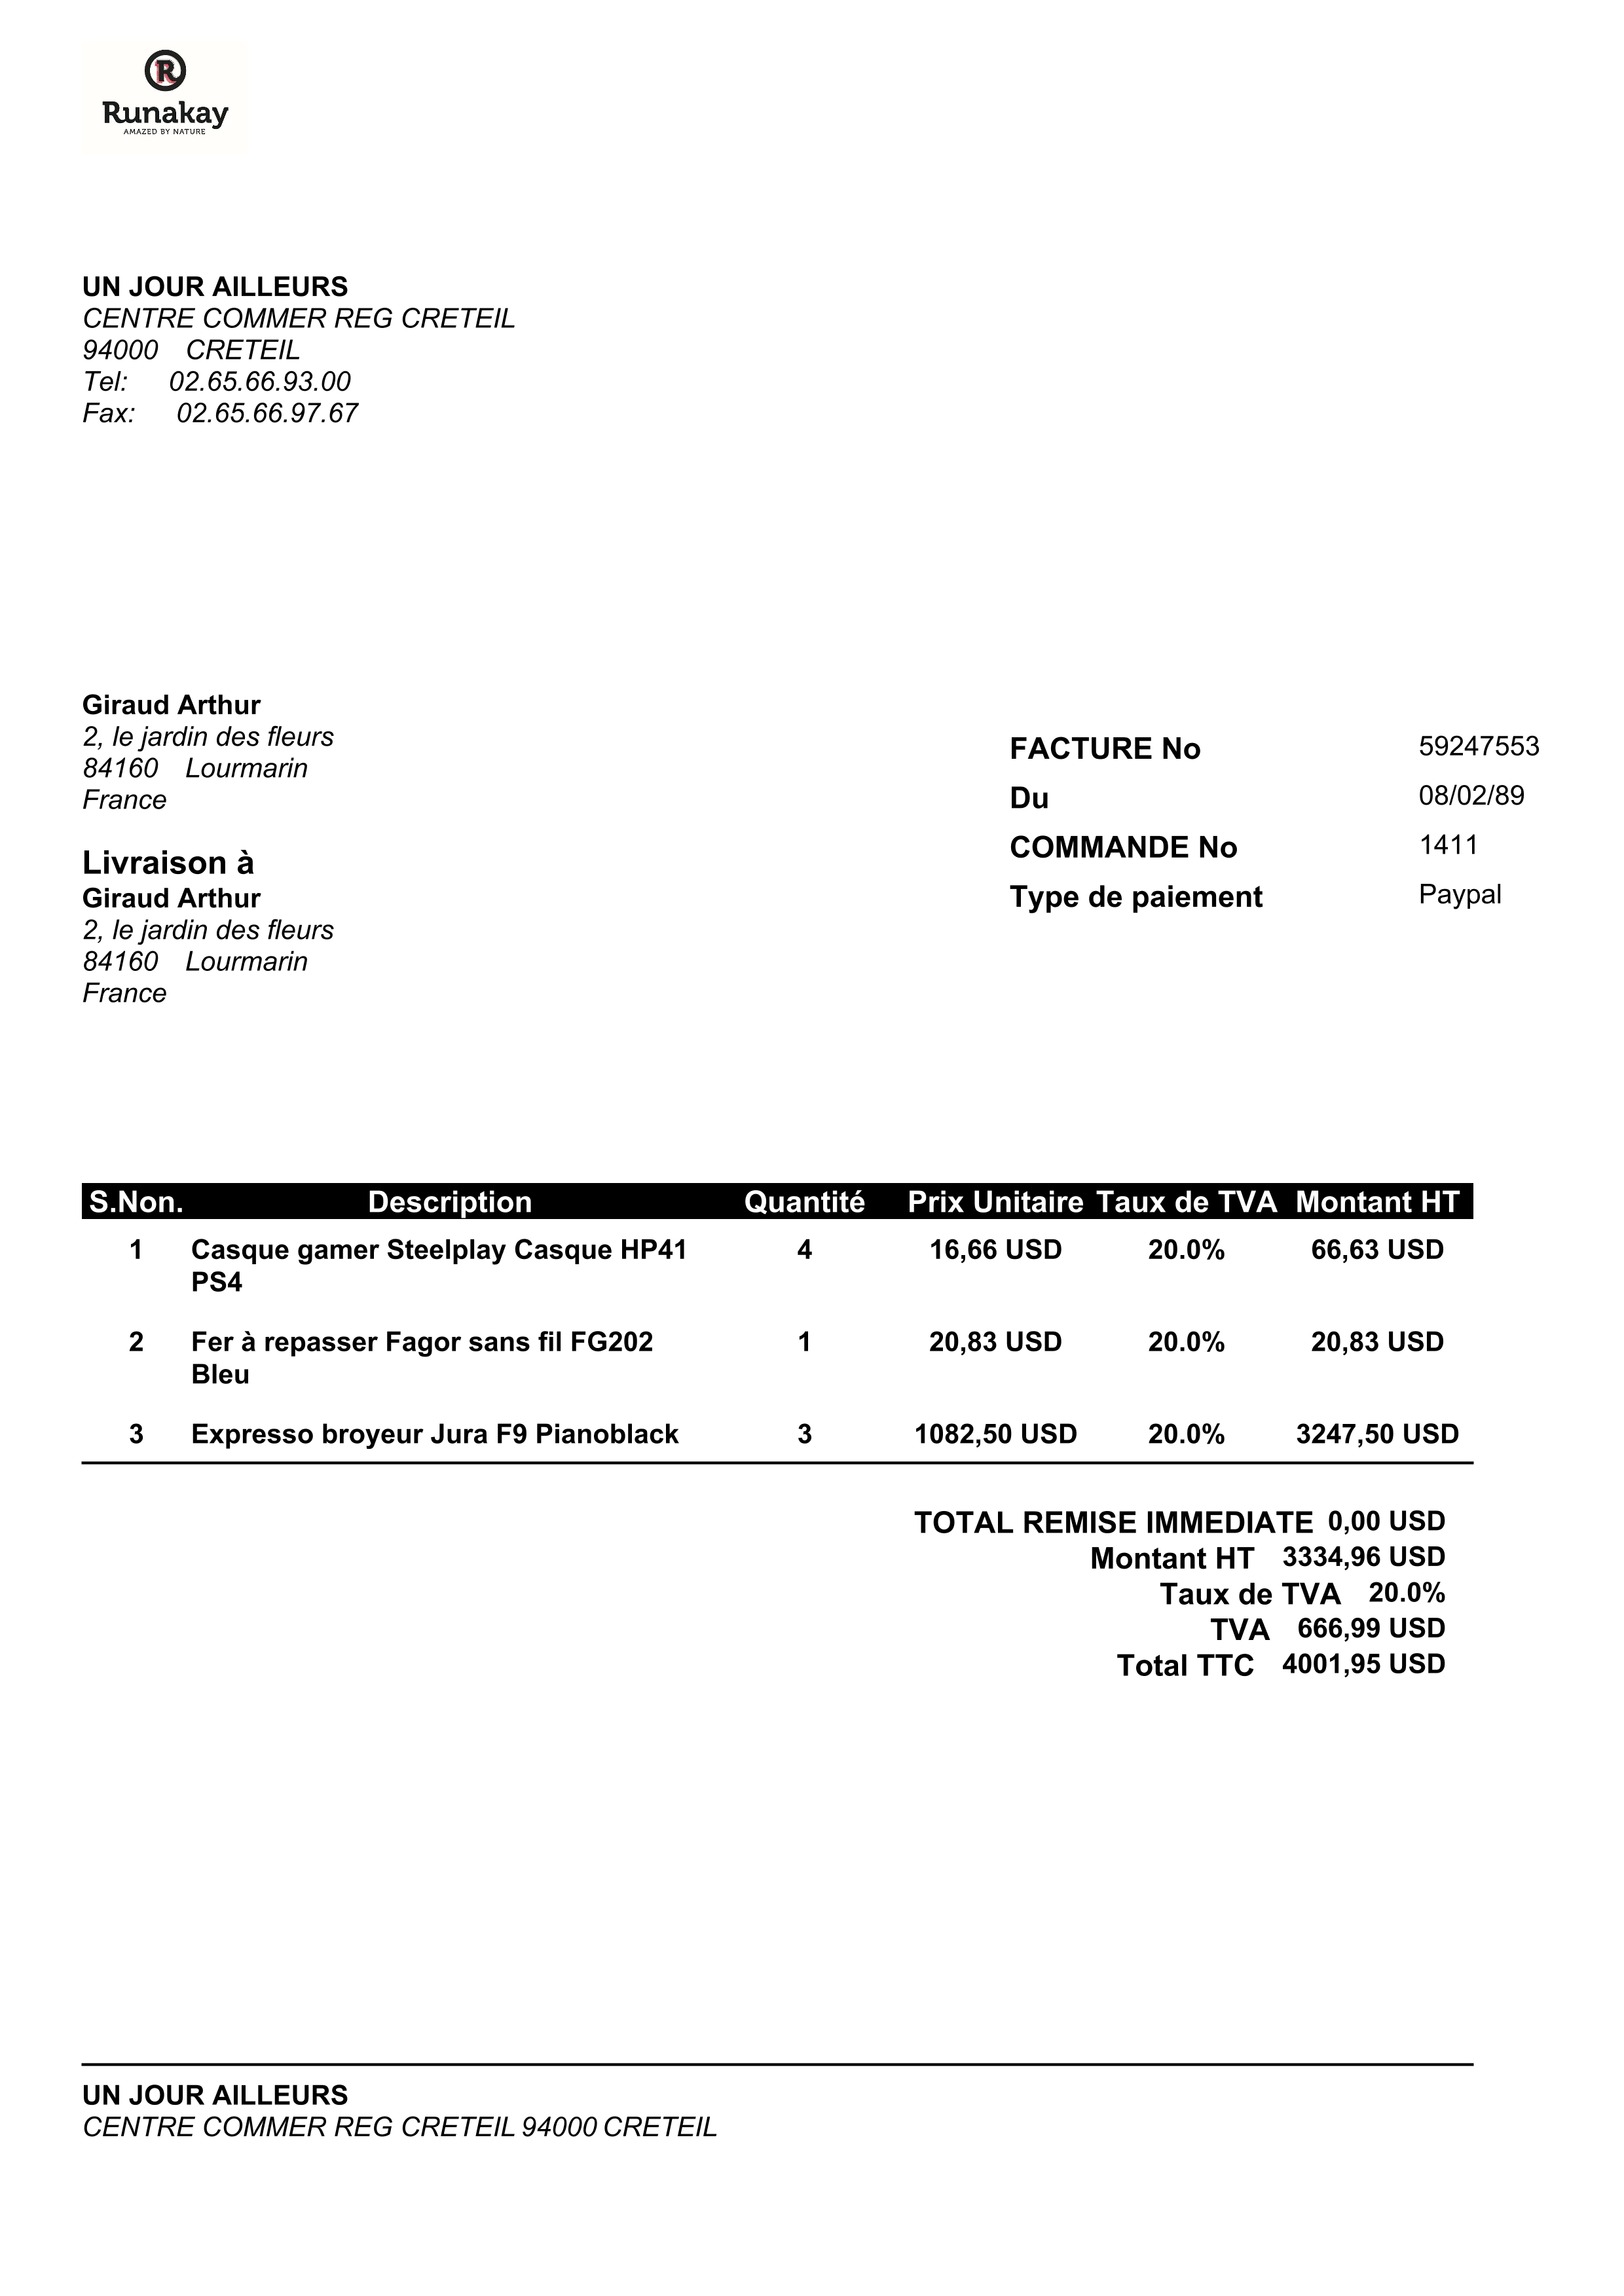 R
Runakay
AMAZED BY NATURE
UN JOUR AILLEURS
CENTRE COMMER REG CRETEIL
94000 CRETEIL
Tel: 02.65.66.93.00
Fax: 02.65.66.97.67
Giraud Arthur
2, le jardin des fleurs
84160 Lourmarin
France
Livraison à
Giraud Arthur
2, le jardin des fleurs
84160 Lourmarin
France
FACTURE No 59247553
Du 08/02/89
COMMANDE No 1411
Type de paiement Paypal
S.Non. Description Quantité Prix Unitaire Taux de TVA Montant HT
1 Casque gamer Steelplay Casque HP41 4 16,66 USD 20.0% 66,63 USD
PS4
2 Fer à repasser Fagor sans fil FG202 1 20,83 USD 20.0% 20,83 USD
Bleu
3 Expresso broyeur Jura F9 Pianoblack 3 1082,50 USD 20.0% 3247,50 USD
TOTAL REMISE IMMEDIATE 0,00 USD
Montant HT 3334,96 USD
Taux de TVA 20.0%
TVA 666,99 USD
Total TTC 4001,95 USD
UN JOUR AILLEURS
CENTRE COMMER REG CRETEIL 94000 CRETEIL